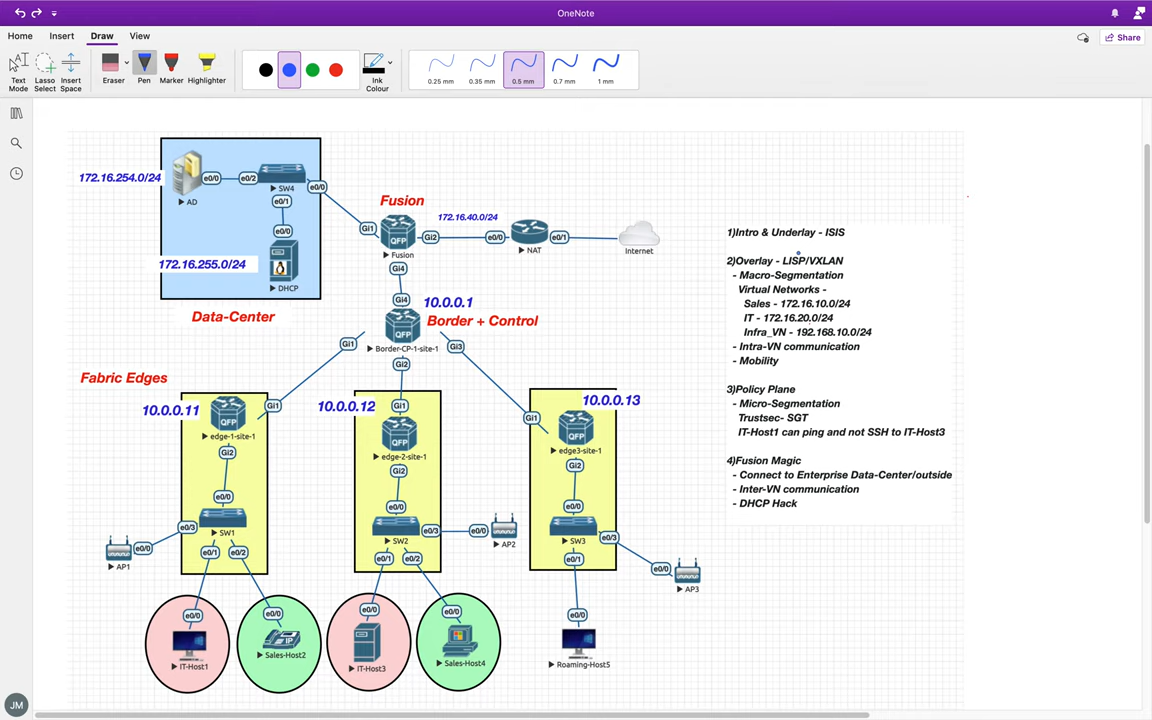 OneNote
Home Insert Draw View
Share
Text Mode
Lasso Select
Insert Space
Eraser
Pen
Marker
Highlighter
Ink Colour
0.25 mm
0.35 mm
0.5 mm
0.7 mm
1 mm
172.16.254.0/24
AD
e0/0
e0/2
SW4
e0/0
e0/1
e0/0
172.16.255.0/24
DHCP
Data-Center
Fusion
Gi1
QFP
Gi2
Fusion
Gi4
172.16.40.0/24
e0/0
NAT
e0/1
Internet
Gi4
10.0.0.1
QFP
Border + Control
Border-CP-1-site-1
Gi1
Gi2
Gi3
Fabric Edges
10.0.0.11
Gi1
QFP
edge-1-site-1
Gi2
e0/0
SW1
e0/3
e0/0
AP1
e0/1
e0/2
e0/0
IT-Host1
e0/0
IP
Sales-Host2
10.0.0.12
Gi1
QFP
edge-2-site-1
Gi2
e0/0
SW2
e0/3
e0/0
AP2
e0/1
e0/2
e0/0
IT-Host3
e0/0
Sales-Host4
10.0.0.13
Gi1
QFP
edge3-site-1
Gi2
e0/0
SW3
e0/3
e0/0
AP3
e0/1
e0/0
Roaming-Host5
1)Intro & Underlay - ISIS
2)Overlay - LISP/VXLAN
- Macro-Segmentation
Virtual Networks -
Sales - 172.16.10.0/24
IT - 172.16.20.0/24
Infra_VN - 192.168.10.0/24
- Intra-VN communication
- Mobility
3)Policy Plane
- Micro-Segmentation
Trustsec- SGT
IT-Host1 can ping and not SSH to IT-Host3
4)Fusion Magic
- Connect to Enterprise Data-Center/outside
- Inter-VN communication
- DHCP Hack
JM